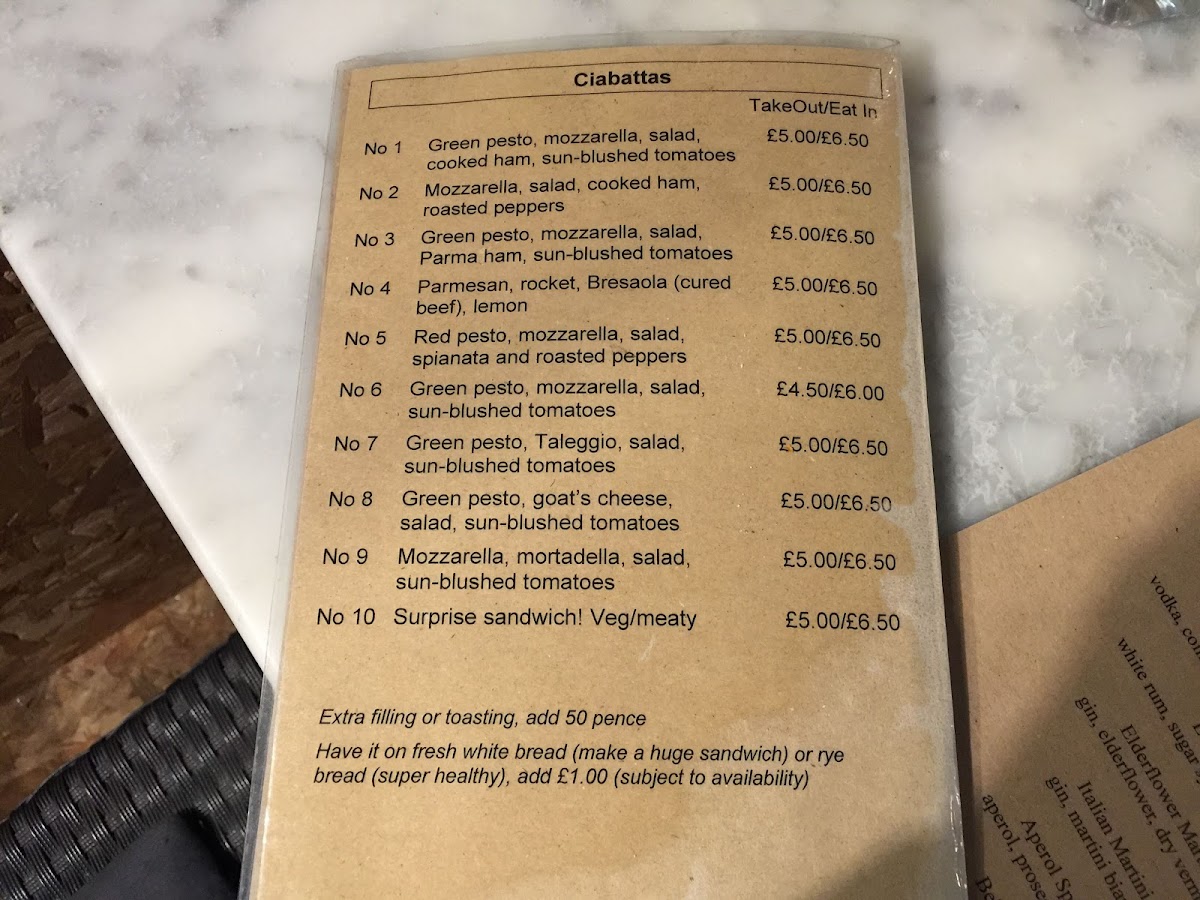 Ciabattas
TakeOut/Eat In
No 1 Green pesto, mozzarella, salad, £5.00/£6.50
cooked ham, sun-blushed tomatoes
No 2 Mozzarella, salad, cooked ham, £5.00/£6.50
roasted peppers
No 3 Green pesto, mozzarella, salad, £5.00/£6.50
Parma ham, sun-blushed tomatoes
No 4 Parmesan, rocket, Bresaola (cured £5.00/£6.50
beef), lemon
No 5 Red pesto, mozzarella, salad, £5.00/£6.50
spianata and roasted peppers
No 6 Green pesto, mozzarella, salad, £4.50/£6.00
sun-blushed tomatoes
No 7 Green pesto, Taleggio, salad, £5.00/£6.50
sun-blushed tomatoes
No 8 Green pesto, goat's cheese, £5.00/£6.50
salad, sun-blushed tomatoes
No 9 Mozzarella, mortadella, salad, £5.00/£6.50
sun-blushed tomatoes
No 10 Surprise sandwich! Veg/meaty £5.00/£6.50
Extra filling or toasting, add 50 pence
Have it on fresh white bread (make a huge sandwich) or rye
bread (super healthy), add £1.00 (subject to availability)
vodka,
white rum, sugar
Elderflower
gin, elderflower, dry
Italian Martini
gin, martini
Aperol
aperol,